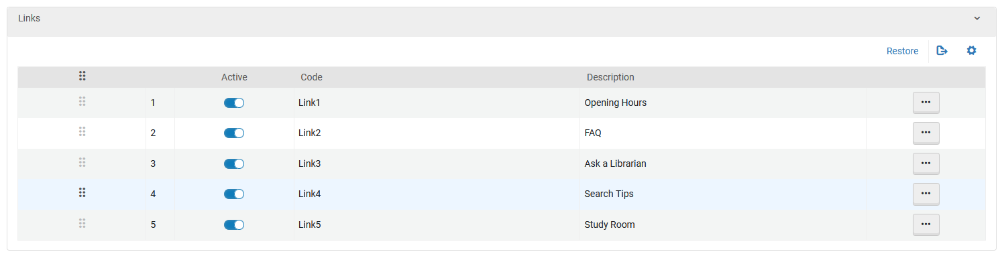 Links
Restore
Active Code Description
1 Link1 Opening Hours
2 Link2 FAQ
3 Link3 Ask a Librarian
4 Link4 Search Tips
5 Link5 Study Room